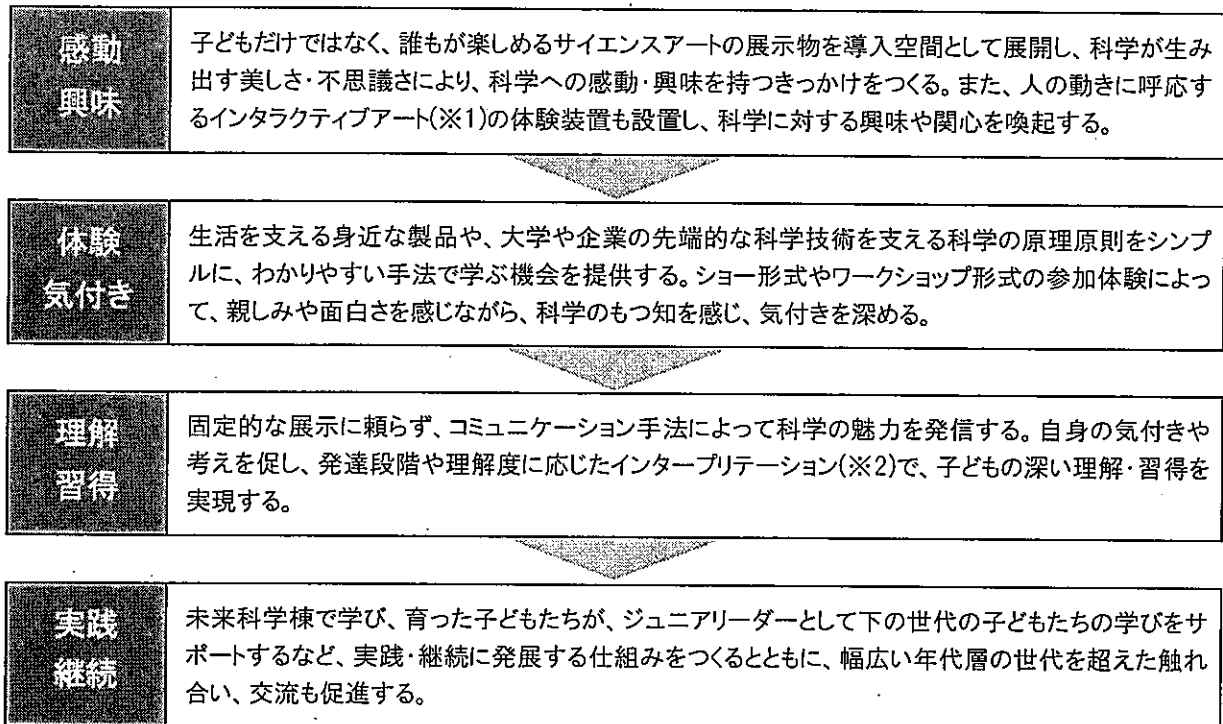 感動
興味
子どもだけではなく、誰もが楽しめるサイエンスアートの展示物を導入空間として展開し、科学が生み
出す美しさ・不思議さにより、科学への感動・興味を持つきっかけをつくる。また、人の動きに呼応す
るインタラクティブアート(※1)の体験装置も設置し、科学に対する興味や関心を喚起する。
体験
気付き
生活を支える身近な製品や、大学や企業の先端的な科学技術を支える科学の原理原則をシンプ
ルに、わかりやすい手法で学ぶ機会を提供する。ショー形式やワークショップ形式の参加体験によっ
て、親しみや面白さを感じながら、科学のもつ知を感じ、気付きを深める。
理解
習得
固定的な展示に頼らず、コミュニケーション手法によって科学の魅力を発信する。自身の気付きや
考えを促し、発達段階や理解度に応じたインタープリテーション(※2)で、子どもの深い理解・習得を
実現する。
実践
継続
未来科学棟で学び、育った子どもたちが、ジュニアリーダーとして下の世代の子どもたちの学びをサ
ポートするなど、実践・継続に発展する仕組みをつくるとともに、幅広い年代層の世代を超えた触れ
合い、交流も促進する。